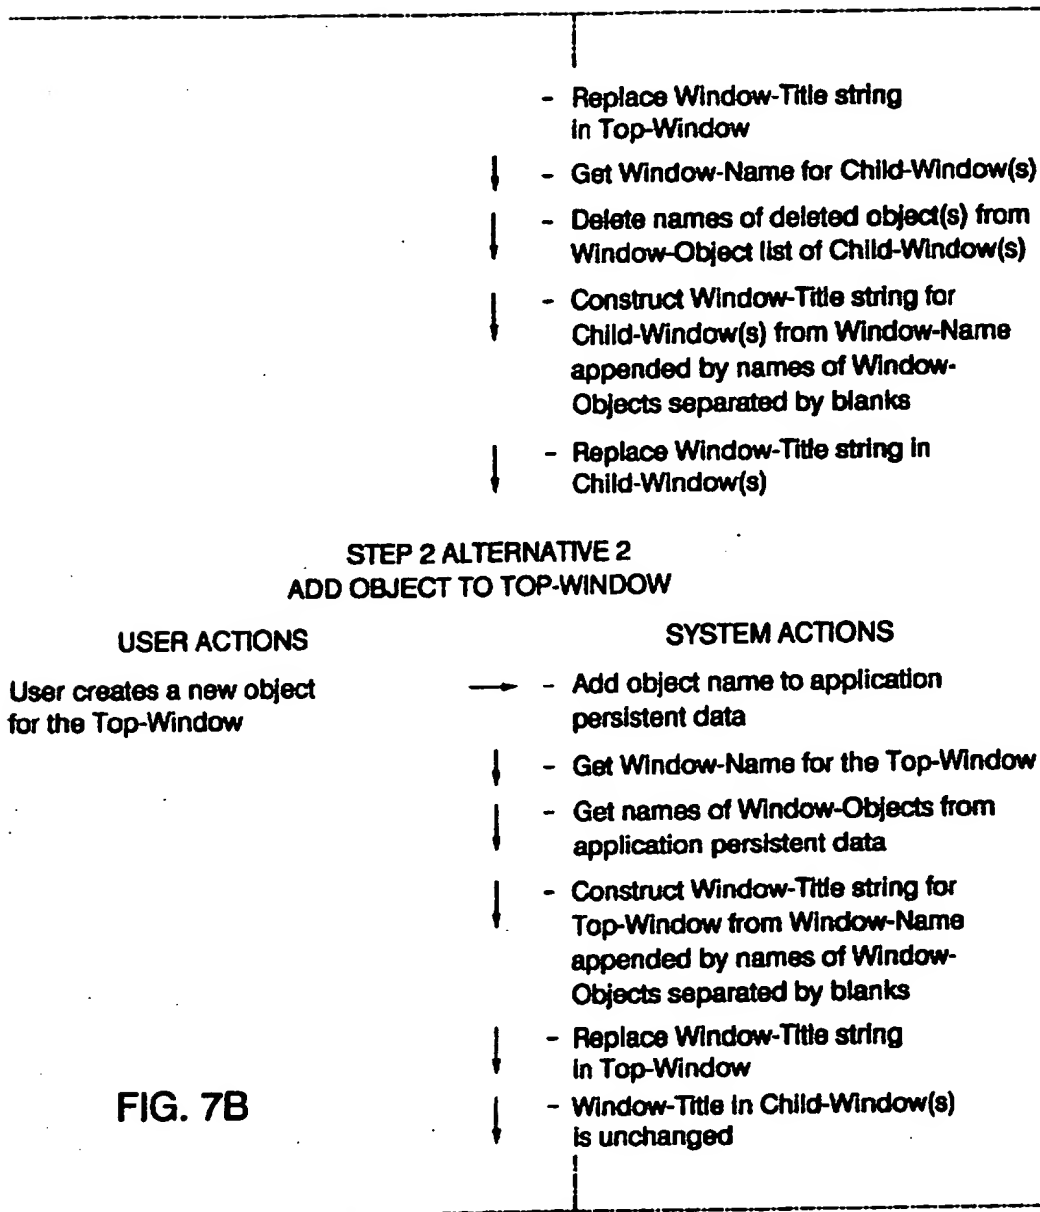 - Replace Window-Title string
in Top-Window
- Get Window-Name for Child-Window(s)
- Delete names of deleted object(s) from
Window-Object list of Child-Window(s)
- Construct Window-Title string for
Child-Window(s) from Window-Name
appended by names of Window-
Objects separated by blanks
- Replace Window-Title string in
Child-Window(s)
STEP 2 ALTERNATIVE 2
ADD OBJECT TO TOP-WINDOW
USER ACTIONS
SYSTEM ACTIONS
User creates a new object
for the Top-Window
- Add object name to application
persistent data
- Get Window-Name for the Top-Window
- Get names of Window-Objects from
application persistent data
- Construct Window-Title string for
Top-Window from Window-Name
appended by names of Window-
Objects separated by blanks
- Replace Window-Title string
in Top-Window
- Window-Title in Child-Window(s)
is unchanged
FIG. 7B